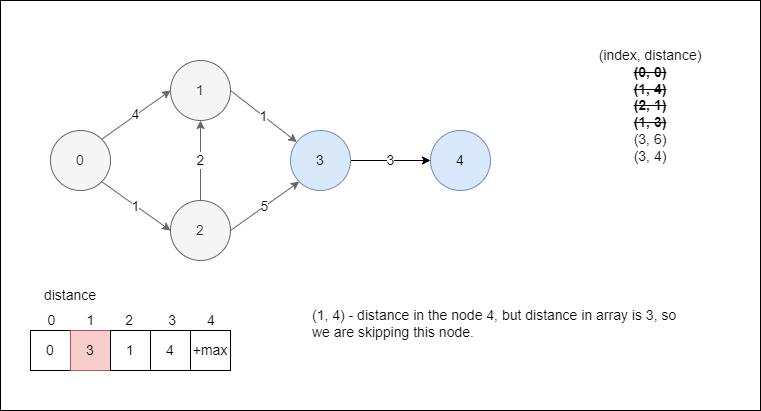 (index, distance)
(0, 0)
(1, 4)
(2, 1)
(1, 3)
(3, 6)
(3, 4)
1
4
1
0
2
3
3
4
1
5
2
distance
0 1 2 3 4
0 3 1 4 +max
(1, 4) - distance in the node 4, but distance in array is 3, so
we are skipping this node.